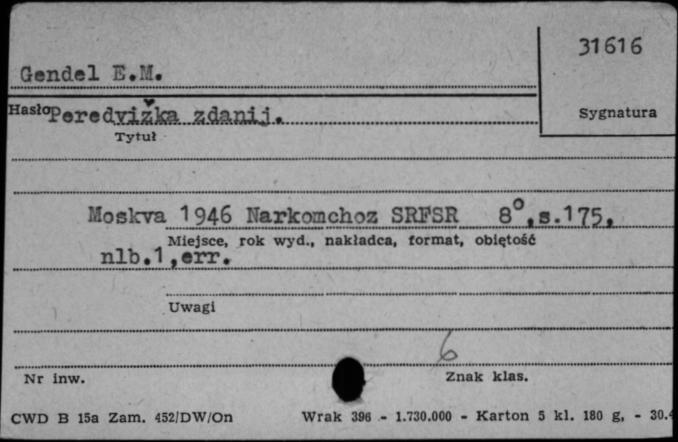 31616
Gendel E.M.
Hasło Peredvižka zdanij.
Sygnatura
Tytuł
Moskva 1946 Narkomchoz SRFSR 8°,s.175,
Miejsce, rok wyd., nakładca, format, obiętość
nlb.1,err.
Uwagi
6
Nr inw.
Znak klas.
CWD B 15a Zam. 452/DW/On Wrak 396 - 1.730.000 - Karton 5 kl. 180 g, - 30.4